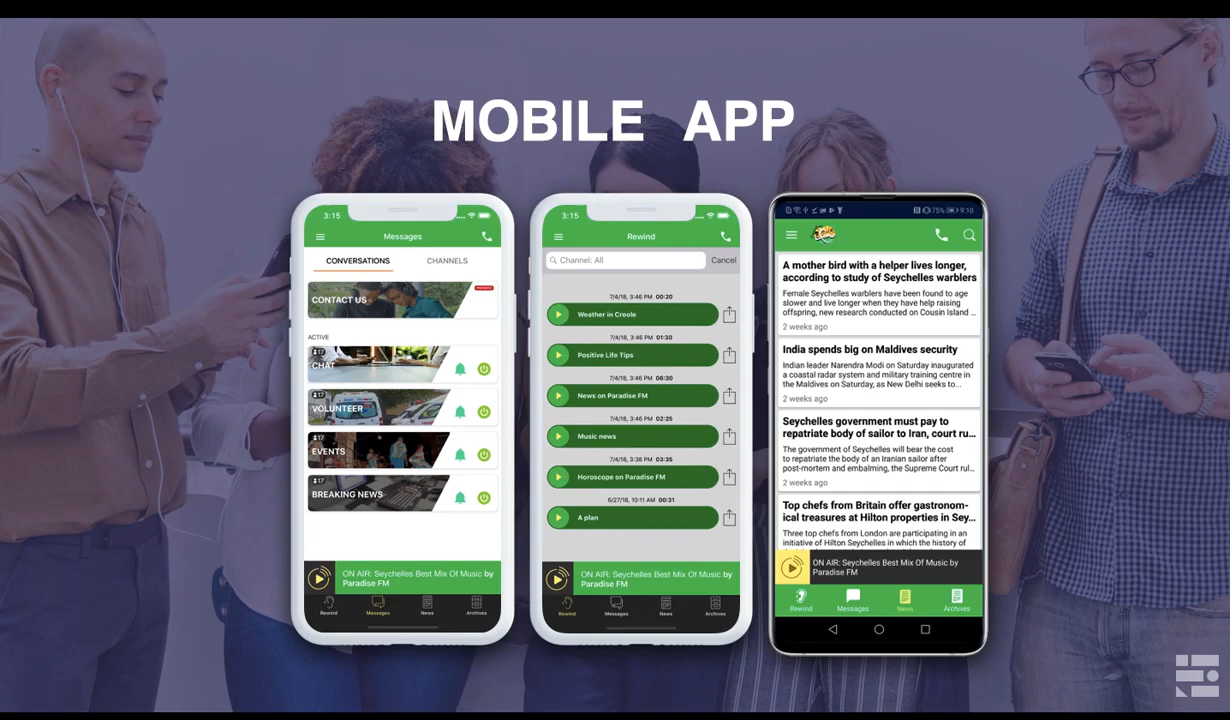 MOBILE APP
3:15
Messages
CONVERSATIONS
CHANNELS
CONTACT US
ACTIVE
17
CHAT
17
VOLUNTEER
17
EVENTS
17
BREAKING NEWS
ON AIR: Seychelles Best Mix Of Music by
Paradise FM
Rewind
Messages
News
Archives
3:15
Rewind
Channel: All
Cancel
7/4/18, 3:46 PM 00:20
Weather in Creole
7/4/18, 3:46 PM 01:30
Positive Life Tips
7/4/18, 3:46 PM 06:30
News on Paradise FM
7/4/18, 3:46 PM 02:25
Music news
7/4/18, 3:38 PM 03:35
Horoscope on Paradise FM
6/27/18, 10:11 AM 00:31
A plan
ON AIR: Seychelles Best Mix Of Music by
Paradise FM
Rewind
Messages
News
Archives
75%
9:10
A mother bird with a helper lives longer,
according to study of Seychelles warblers
Female Seychelles warblers have been found to age
slower and live longer when they have help raising
offspring, new research conducted on Cousin Island ...
2 weeks ago
India spends big on Maldives security
Indian leader Narendra Modi on Saturday inaugurated
a coastal radar system and military training centre in
the Maldives on Saturday, as New Delhi seeks to...
2 weeks ago
Seychelles government must pay to
repatriate body of sailor to Iran, court ru...
The government of Seychelles will bear the cost
to repatriate the body of an Iranian sailor after
post-mortem and embalming, the Supreme Court rul...
2 weeks ago
Top chefs from Britain offer gastronom-
ical treasures at Hilton properties in Sey...
Three top chefs from London are participating in an
initiative of Hilton Seychelles in which the history of
ON AIR: Seychelles Best Mix Of Music by
Paradise FM
Rewind
Messages
News
Archives